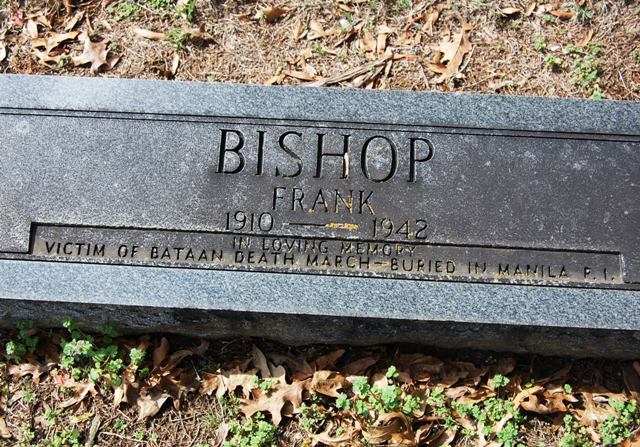 BISHOP
FRANK
1910 — 1942
IN LOVING MEMORY
VICTIM OF BATAAN DEATH MARCH—BURIED IN MANILA P.I.